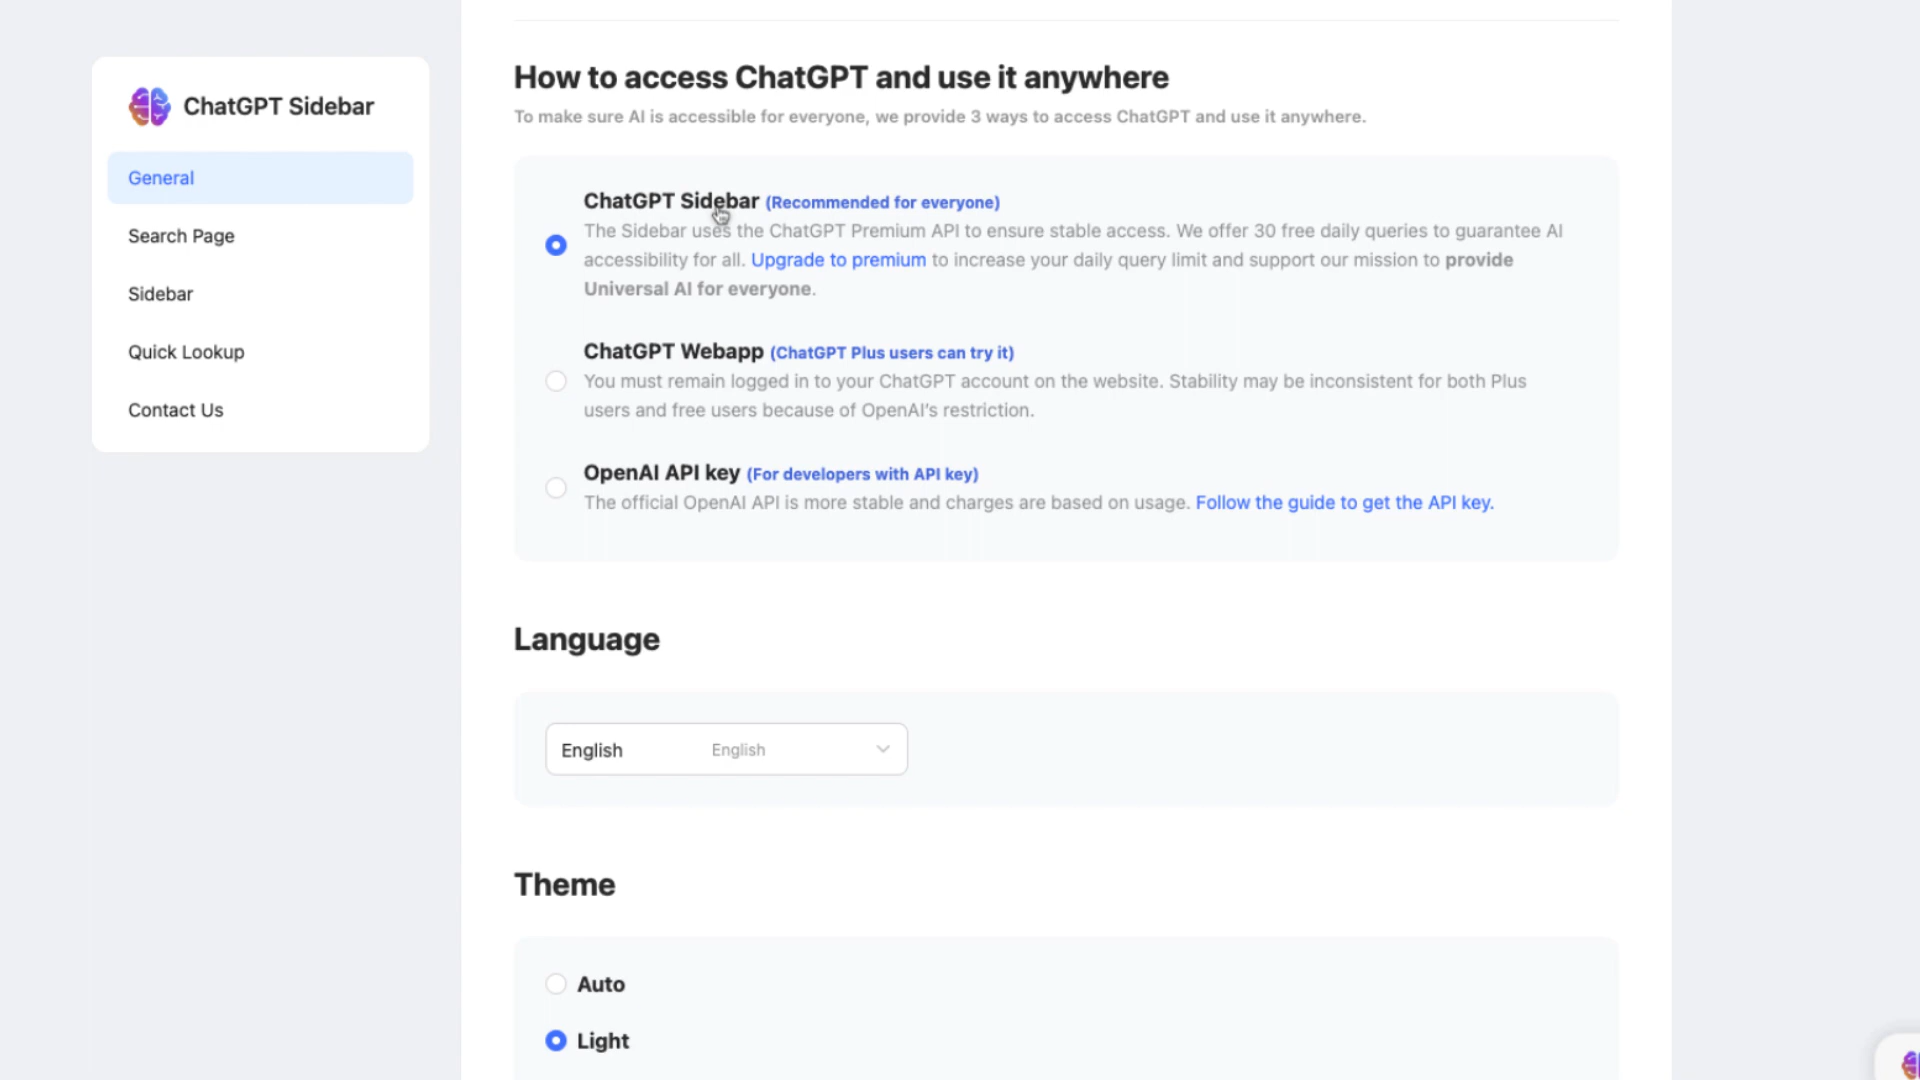 ChatGPT Sidebar
General
Search Page
Sidebar
Quick Lookup
Contact Us
How to access ChatGPT and use it anywhere
To make sure AI is accessible for everyone, we provide 3 ways to access ChatGPT and use it anywhere.
ChatGPT Sidebar (Recommended for everyone)
The Sidebar uses the ChatGPT Premium API to ensure stable access. We offer 30 free daily queries to guarantee AI
accessibility for all. Upgrade to premium to increase your daily query limit and support our mission to provide
Universal AI for everyone.
ChatGPT Webapp (ChatGPT Plus users can try it)
You must remain logged in to your ChatGPT account on the website. Stability may be inconsistent for both Plus
users and free users because of OpenAI's restriction.
OpenAI API key (For developers with API key)
The official OpenAI API is more stable and charges are based on usage. Follow the guide to get the API key.
Language
English English
Theme
Auto
Light